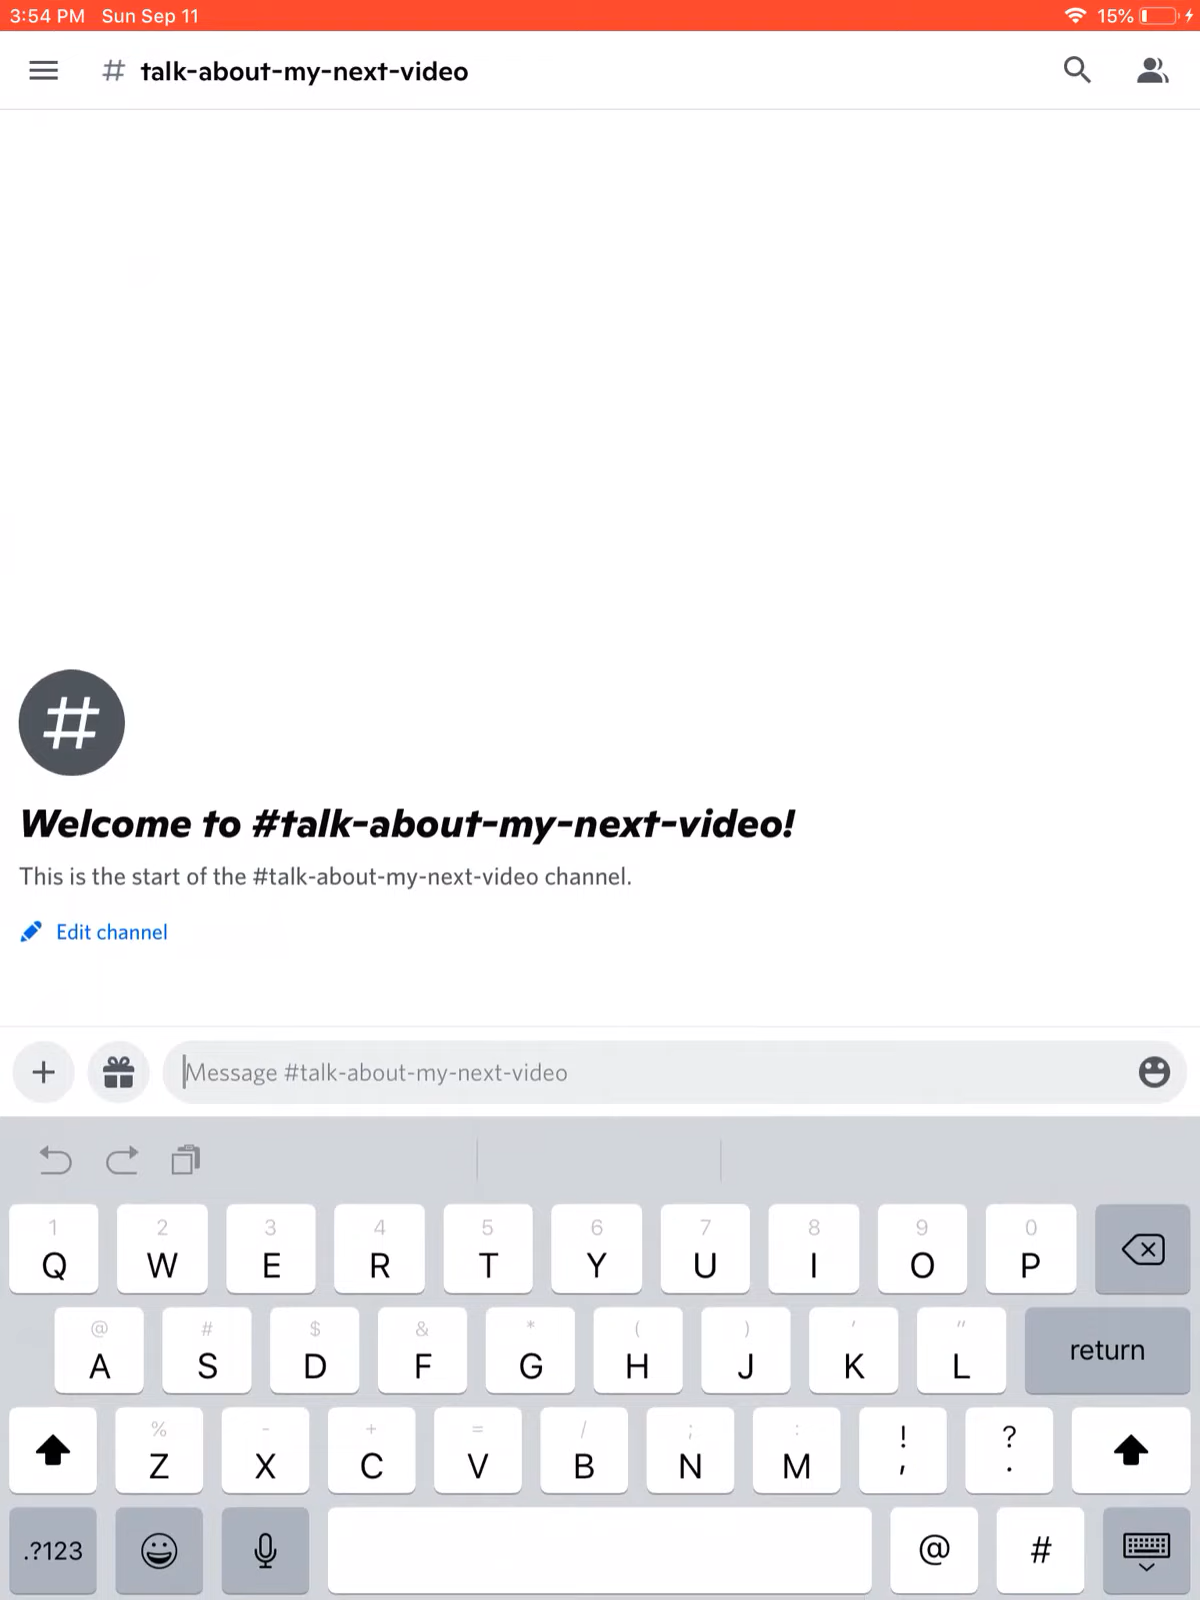 3:54 PM Sun Sep 11 15%
# talk-about-my-next-video
#
Welcome to #talk-about-my-next-video!
This is the start of the #talk-about-my-next-video channel.
Edit channel
Message #talk-about-my-next-video
1 2 3 4 5 6 7 8 9 0
Q W E R T Y U I O P
@ # $ & * ( ) ' "
A S D F G H J K L return
% - + = / ; : ! ?
Z X C V B N M , .
.?123 @ #